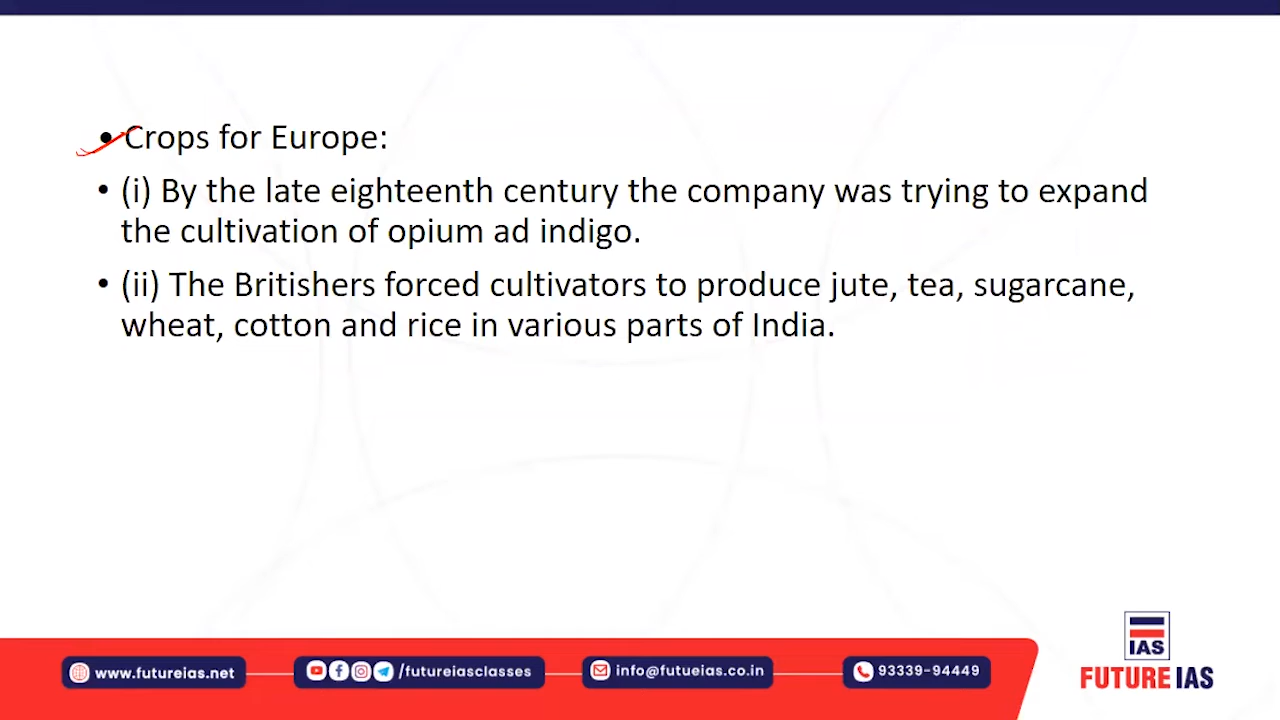 • Crops for Europe:
• (i) By the late eighteenth century the company was trying to expand
the cultivation of opium ad indigo.
• (ii) The Britishers forced cultivators to produce jute, tea, sugarcane,
wheat, cotton and rice in various parts of India.
www.futureias.net
/futureiasclasses
info@futueias.co.in
93339-94449
IAS
FUTURE IAS